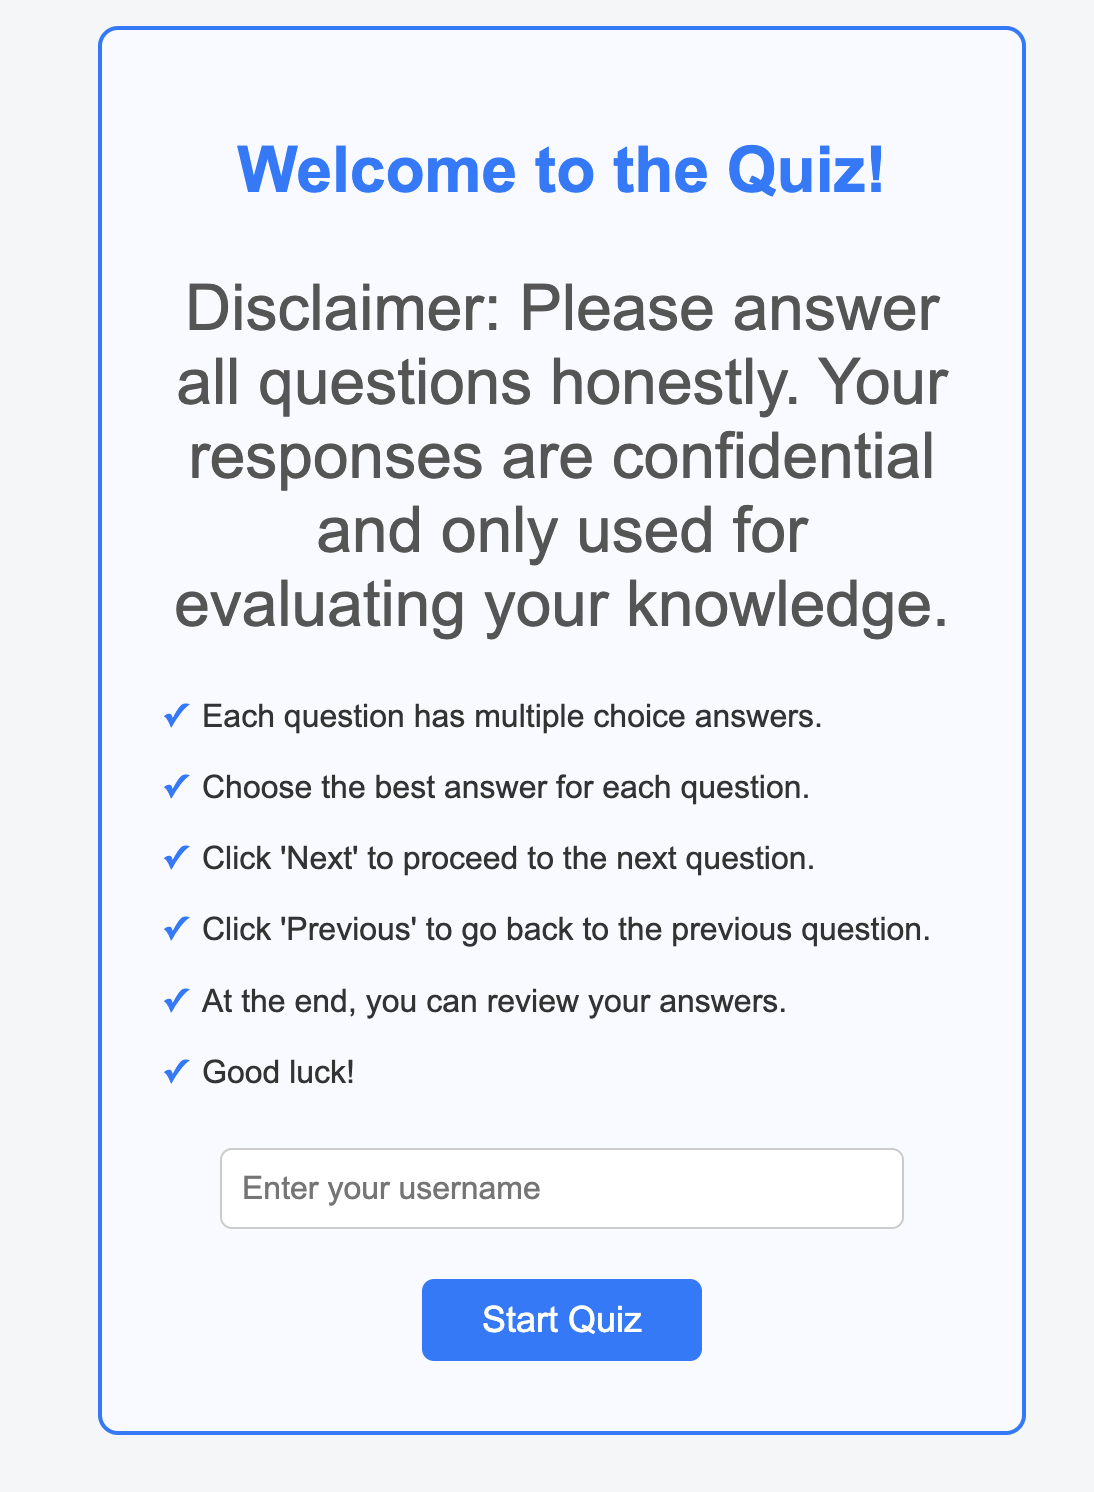 Welcome to the Quiz!
Disclaimer: Please answer
all questions honestly. Your
responses are confidential
and only used for
evaluating your knowledge.
✔ Each question has multiple choice answers.
✔ Choose the best answer for each question.
✔ Click 'Next' to proceed to the next question.
✔ Click 'Previous' to go back to the previous question.
✔ At the end, you can review your answers.
✔ Good luck!
Enter your username
Start Quiz